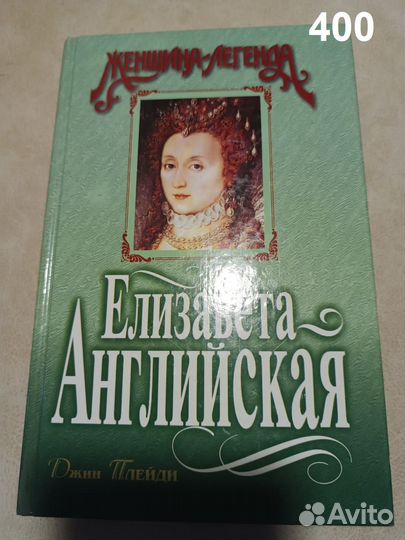 400
ЖЕНЩИНА-ЛЕГЕНДА
ЕЛИЗАВЕТА
АНГЛИЙСКАЯ
Джин Плейди
Avito